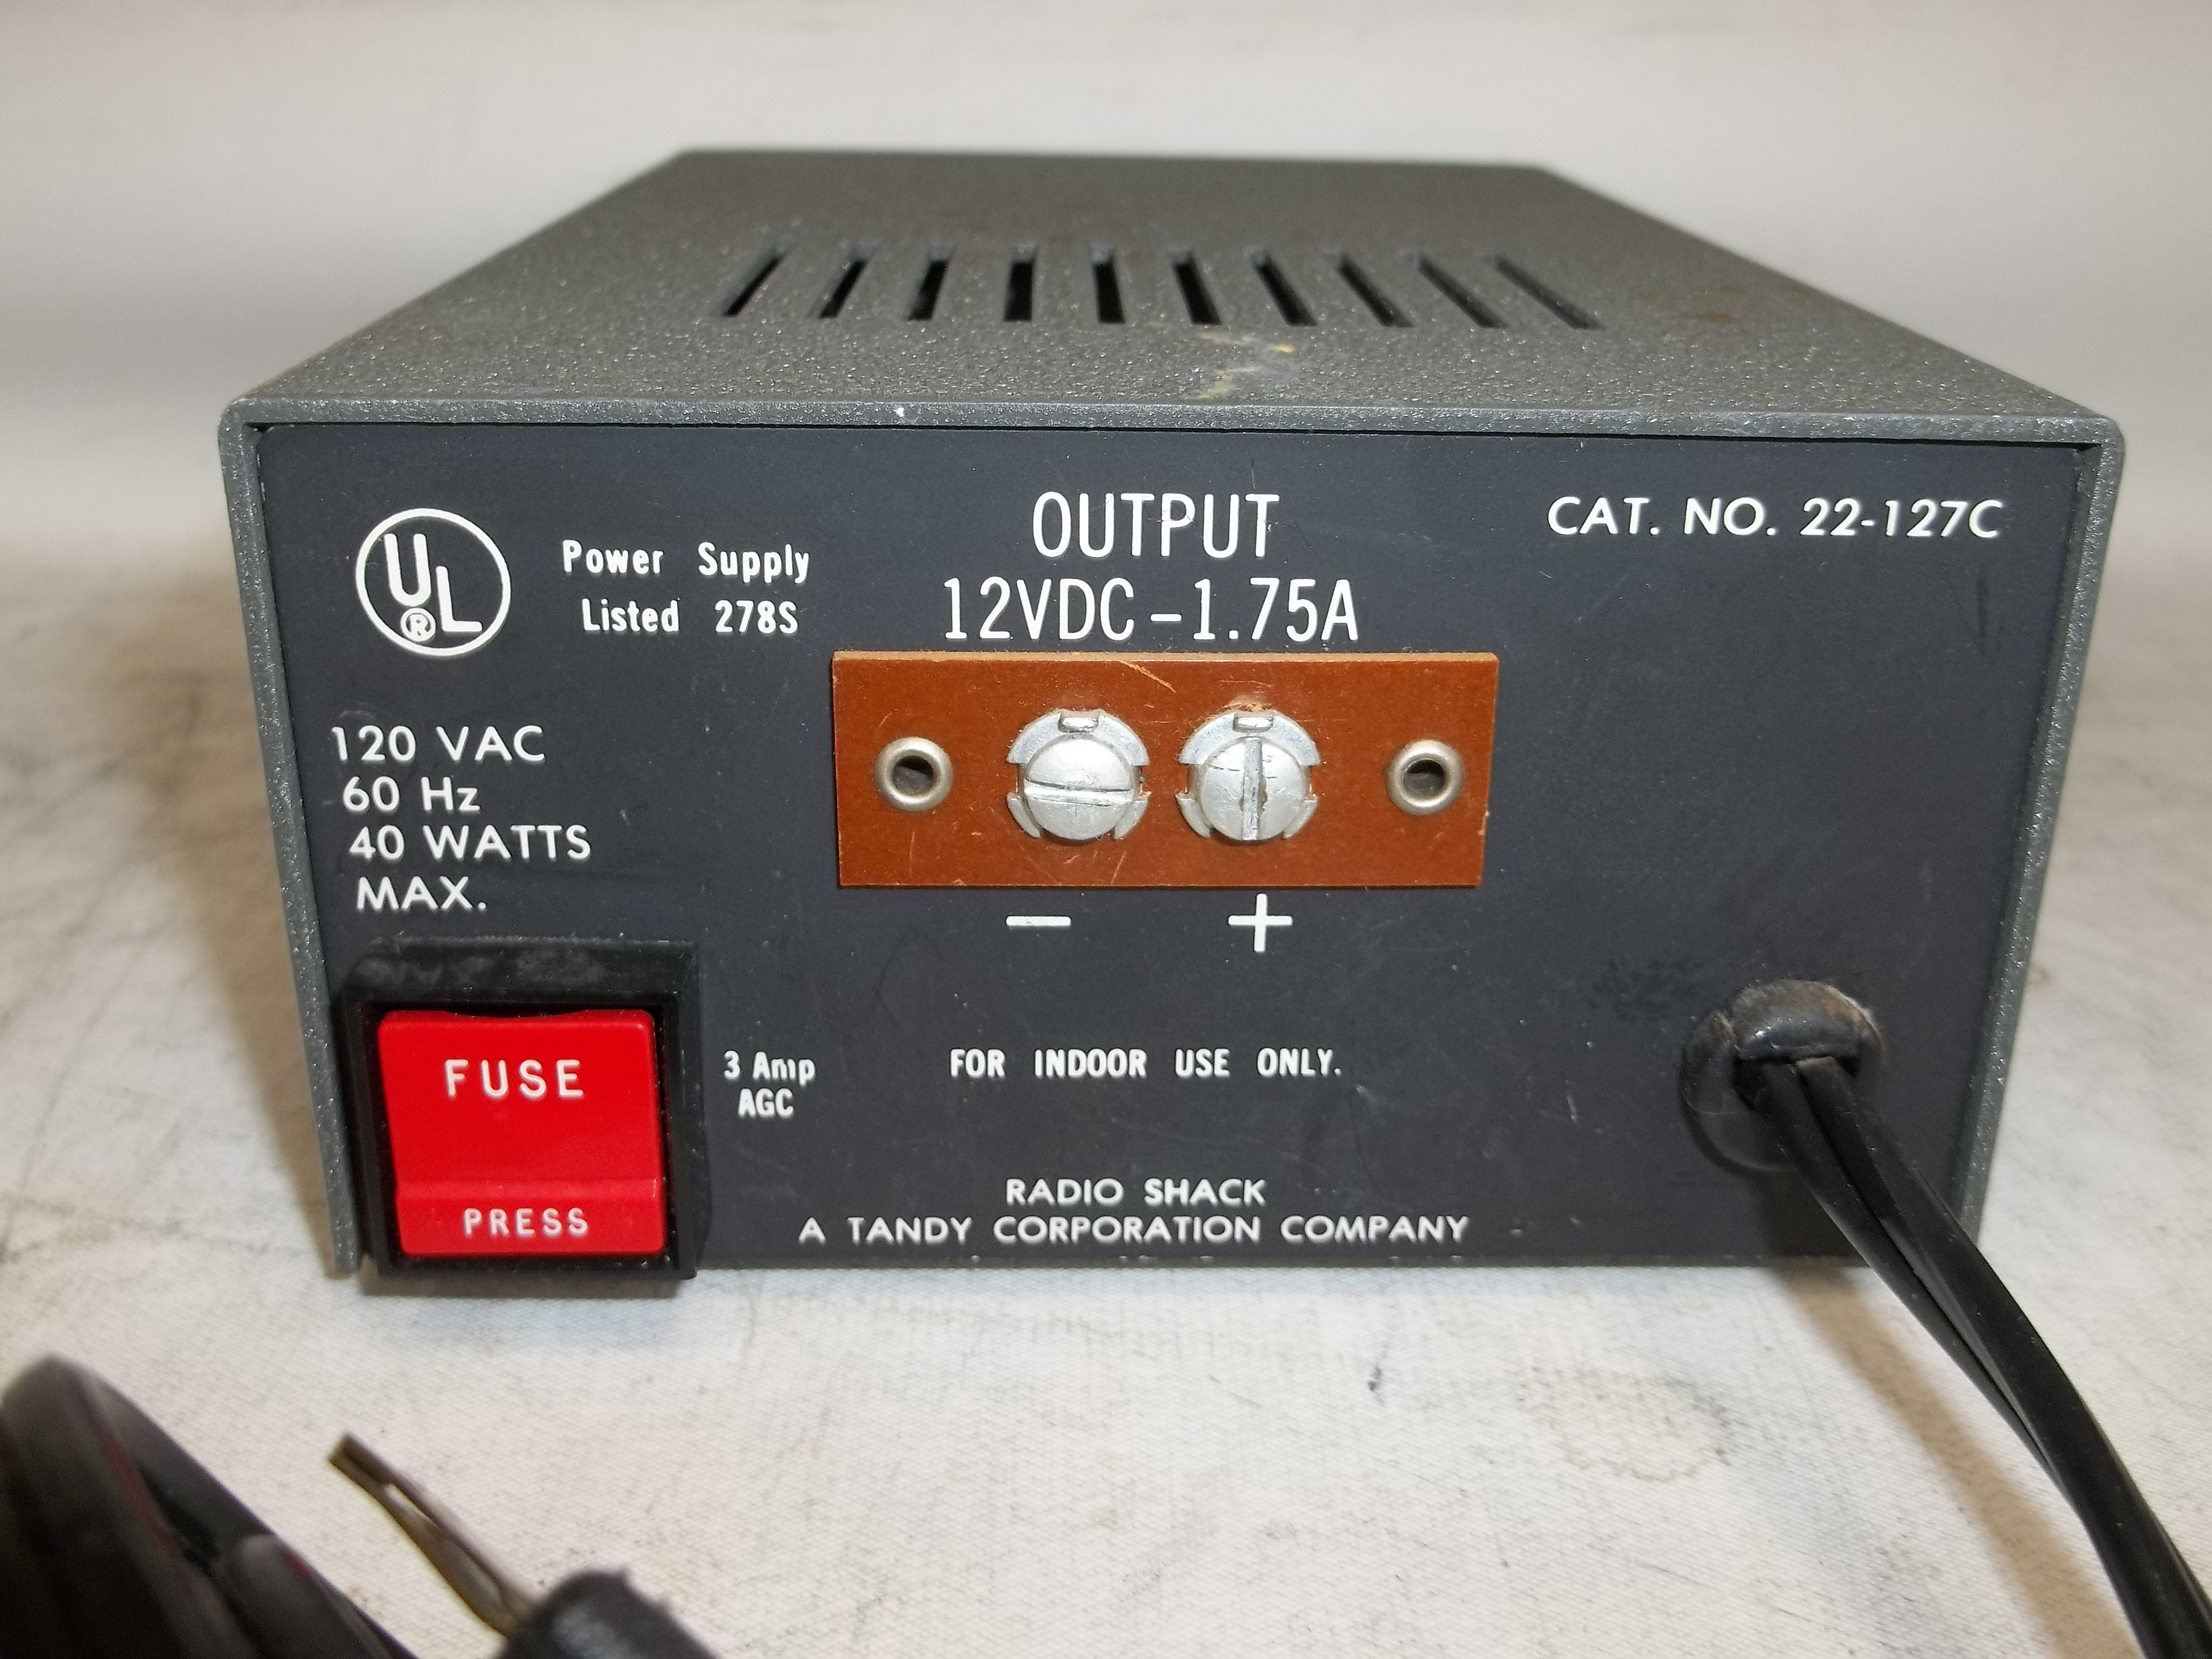 UL®
Power Supply
Listed 278S
OUTPUT
12VDC-1.75A
CAT. NO. 22-127C
120 VAC
60 Hz
40 WATTS
MAX.
- +
FUSE
PRESS
3 Amp
AGC
FOR INDOOR USE ONLY.
RADIO SHACK
A TANDY CORPORATION COMPANY